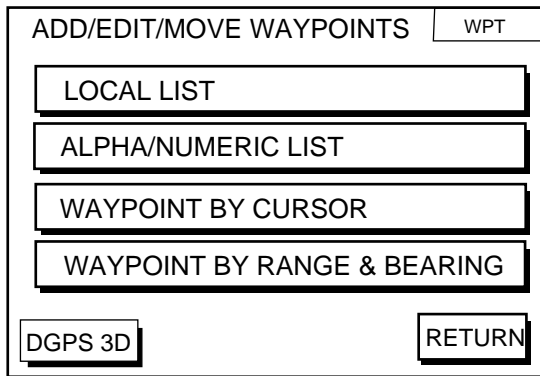 ADD/EDIT/MOVE WAYPOINTS WPT
LOCAL LIST
ALPHA/NUMERIC LIST
WAYPOINT BY CURSOR
WAYPOINT BY RANGE & BEARING
DGPS 3D RETURN